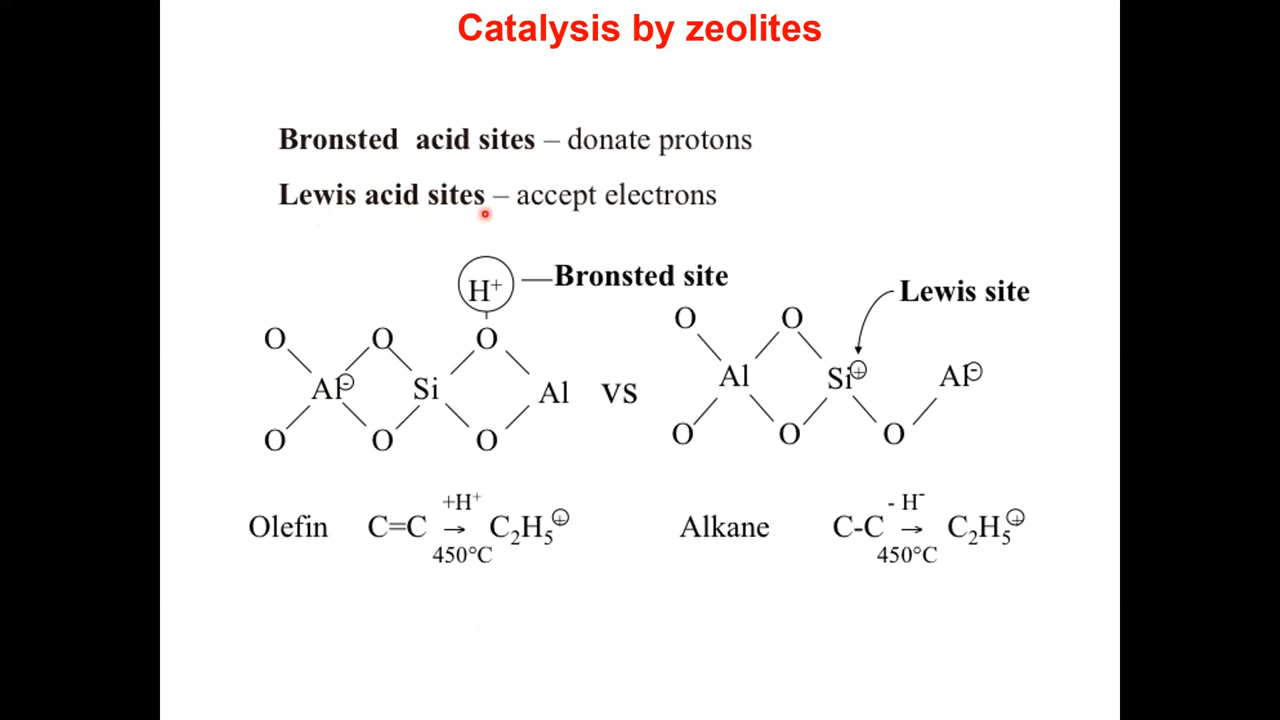 Catalysis by zeolites
Bronsted acid sites – donate protons
Lewis acid sites – accept electrons
H⁺ Bronsted site
Lewis site
O O
O O O
Al⊖ Si Al vs Al Si⊕ Al⊖
O O O O O O
+H⁺ - H⁻
Olefin C=C → C₂H₅⊕ Alkane C-C → C₂H₅⊕
450°C 450°C